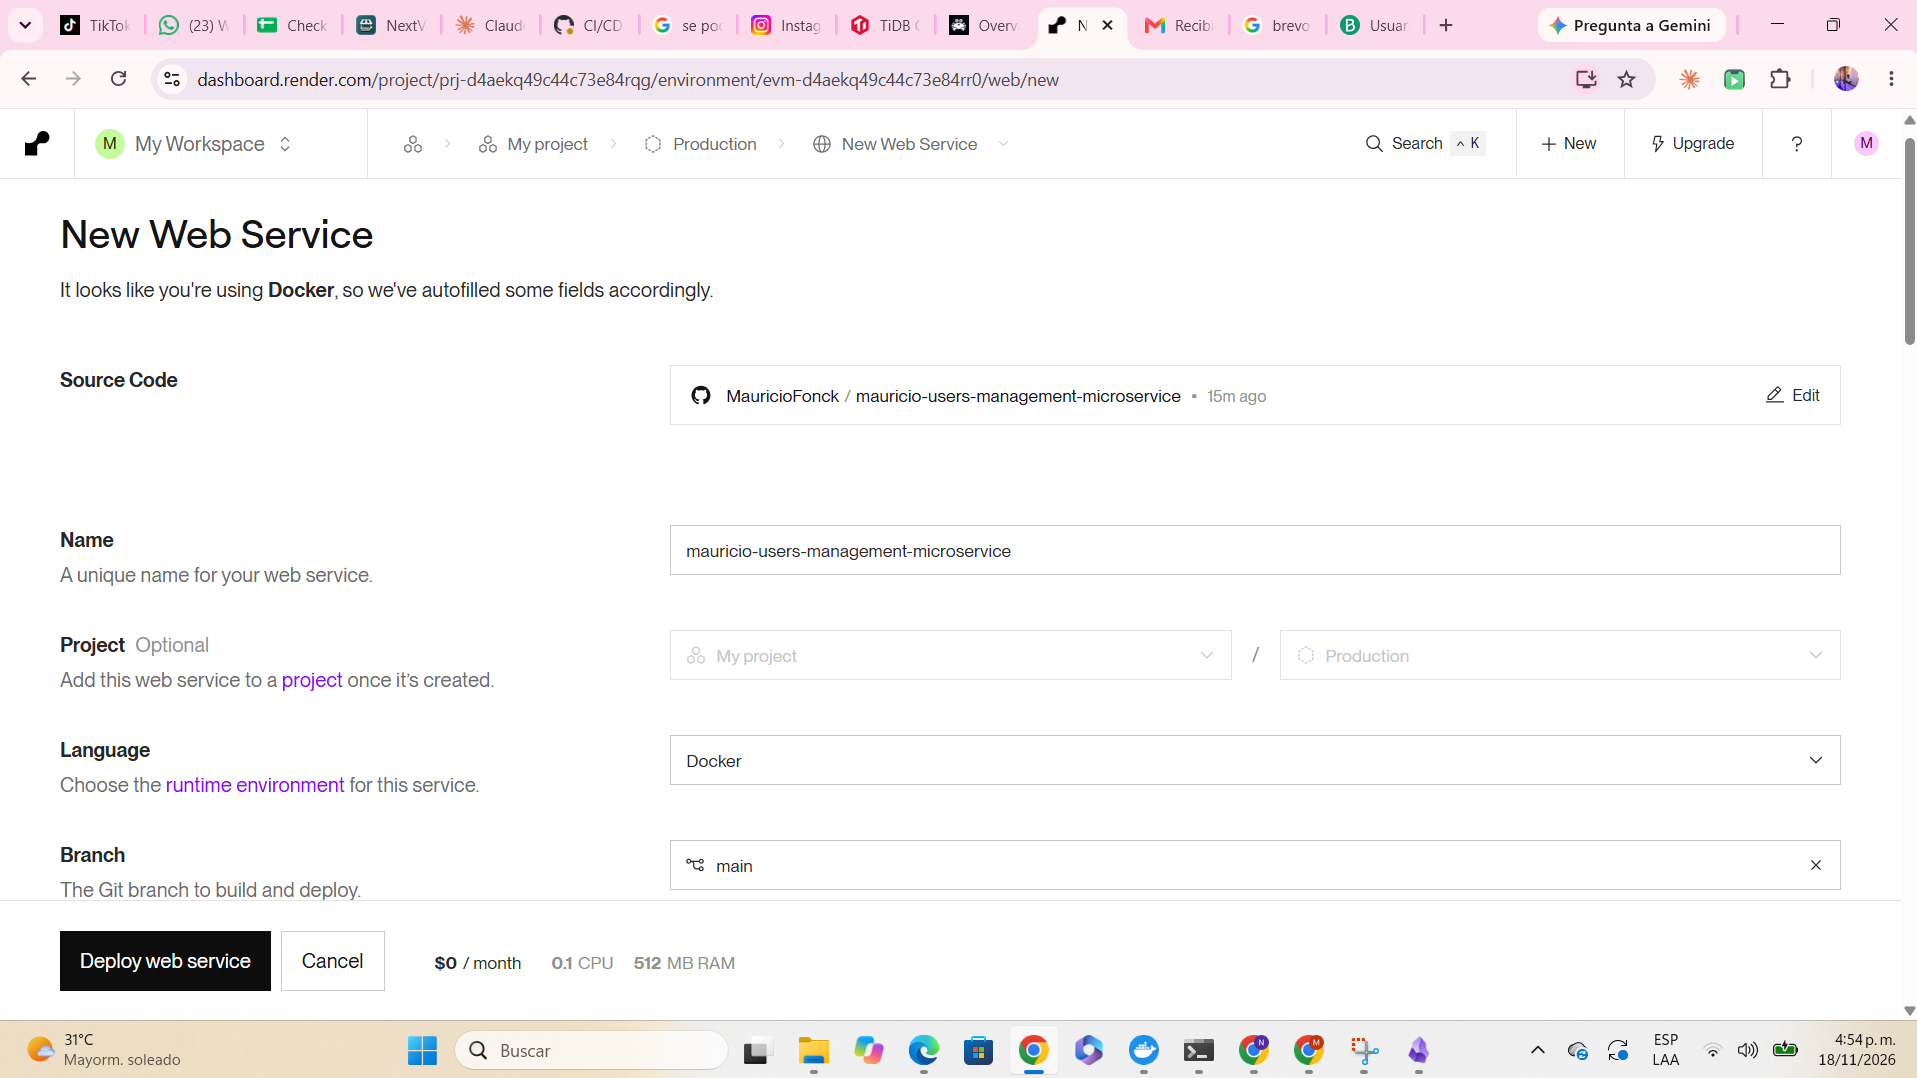 TikTok
(23) W
Check
NextV
Claude
CI/CD
se poc
Instag
TiDB C
Overv
N
Recibi
brevo
Usuar
Pregunta a Gemini
dashboard.render.com/project/prj-d4aekq49c44c73e84rqg/environment/evm-d4aekq49c44c73e84rr0/web/new
M My Workspace
My project
Production
New Web Service
Search ^ K
+ New
Upgrade
?
M
New Web Service
It looks like you're using Docker, so we've autofilled some fields accordingly.
Source Code
MauricioFonck / mauricio-users-management-microservice • 15m ago
Edit
Name
A unique name for your web service.
mauricio-users-management-microservice
Project Optional
Add this web service to a project once it's created.
My project / Production
Language
Choose the runtime environment for this service.
Docker
Branch
The Git branch to build and deploy.
main
Deploy web service
Cancel
$0 / month 0.1 CPU 512 MB RAM
31°C
Mayorm. soleado
Buscar
N
M
ESP
LAA
4:54 p. m.
18/11/2026